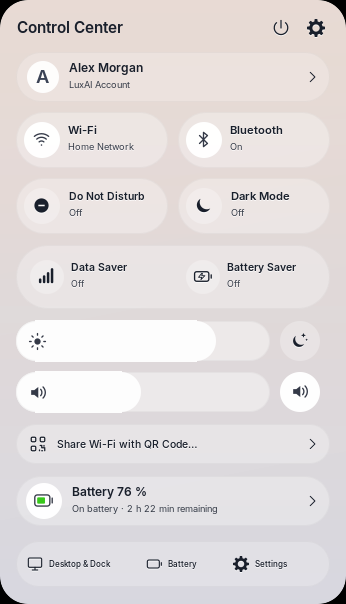 Control Center
A
Alex Morgan
LuxAI Account
Wi-Fi
Home Network
Bluetooth
On
Do Not Disturb
Off
Dark Mode
Off
Data Saver
Off
Battery Saver
Off
Share Wi-Fi with QR Code...
Battery 76 %
On battery · 2 h 22 min remaining
Desktop & Dock
Battery
Settings